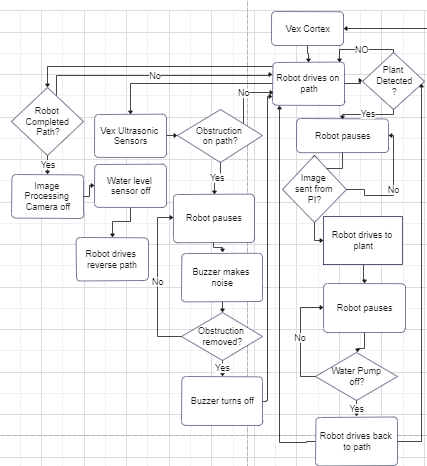 Vex Cortex
NO
Robot drives on
path
Plant
Detected
?
No
No
Robot
Completed
Path?
Vex Ultrasonic
Sensors
Obstruction
on path?
Yes
Robot pauses
Yes
Image
Processing
Camera off
Water level
sensor off
Yes
Image
sent from
PI?
No
Robot pauses
Robot drives to
plant
Robot drives
reverse path
No
Buzzer makes
noise
Robot pauses
Obstruction
removed?
No
Yes
Water Pump
off?
Buzzer turns off
Yes
Robot drives back
to path